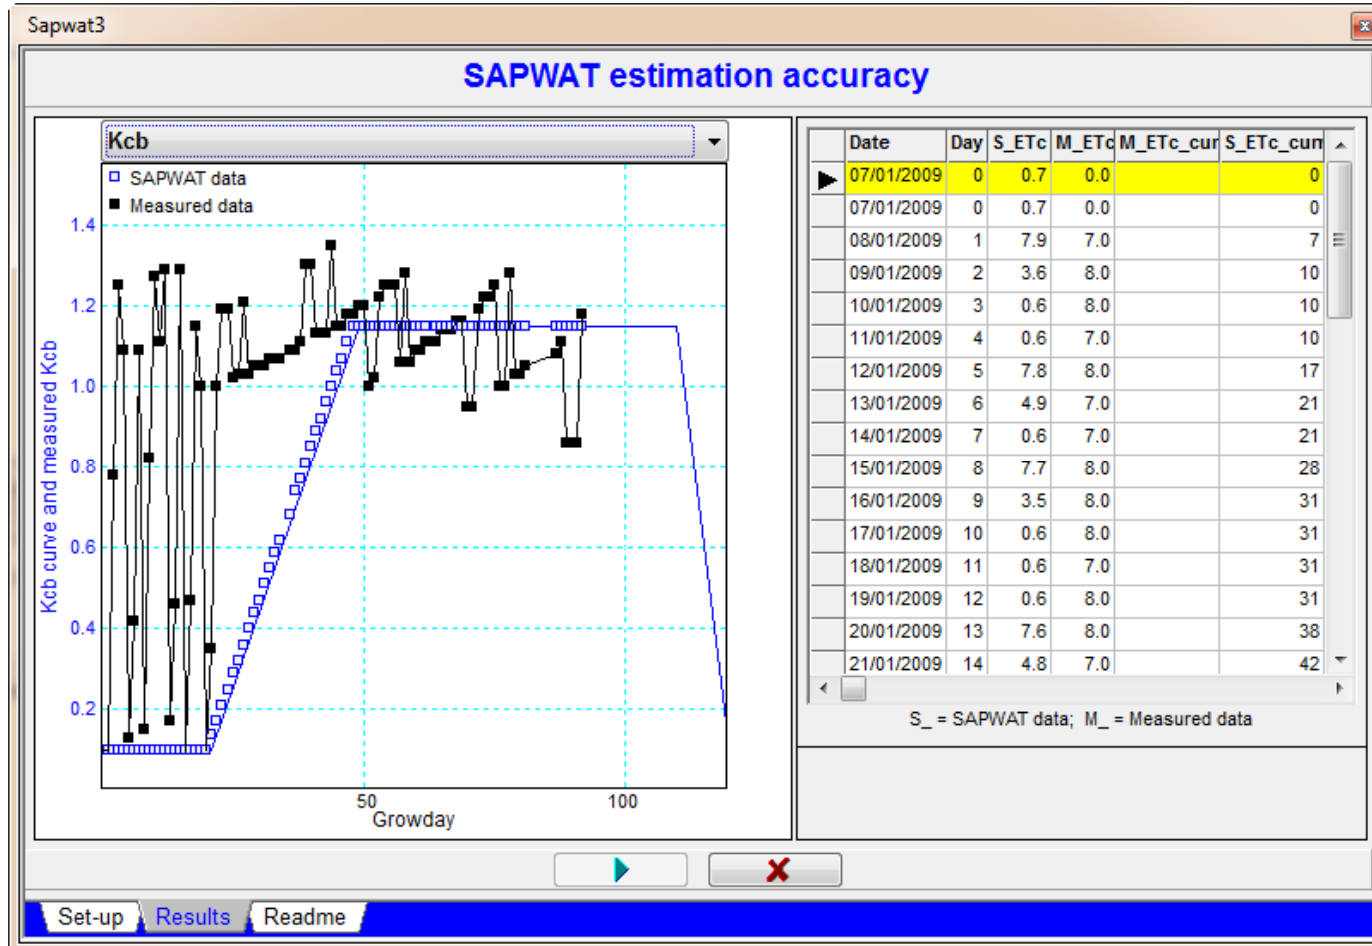 Sapwat3
SAPWAT estimation accuracy
Kcb
SAPWAT data
Measured data
1.4
1.2
1.0
0.8
0.6
0.4
0.2
Kcb curve and measured Kcb
50
100
Growday
Date Day S_ETc M_ETc M_ETc_cur S_ETc_cum
07/01/2009 0 0.7 0.0 0
07/01/2009 0 0.7 0.0 0
08/01/2009 1 7.9 7.0 7
09/01/2009 2 3.6 8.0 10
10/01/2009 3 0.6 8.0 10
11/01/2009 4 0.6 7.0 10
12/01/2009 5 7.8 8.0 17
13/01/2009 6 4.9 7.0 21
14/01/2009 7 0.6 7.0 21
15/01/2009 8 7.7 8.0 28
16/01/2009 9 3.5 8.0 31
17/01/2009 10 0.6 8.0 31
18/01/2009 11 0.6 7.0 31
19/01/2009 12 0.6 8.0 31
20/01/2009 13 7.6 8.0 38
21/01/2009 14 4.8 7.0 42
S_ = SAPWAT data; M_ = Measured data
Set-up Results Readme